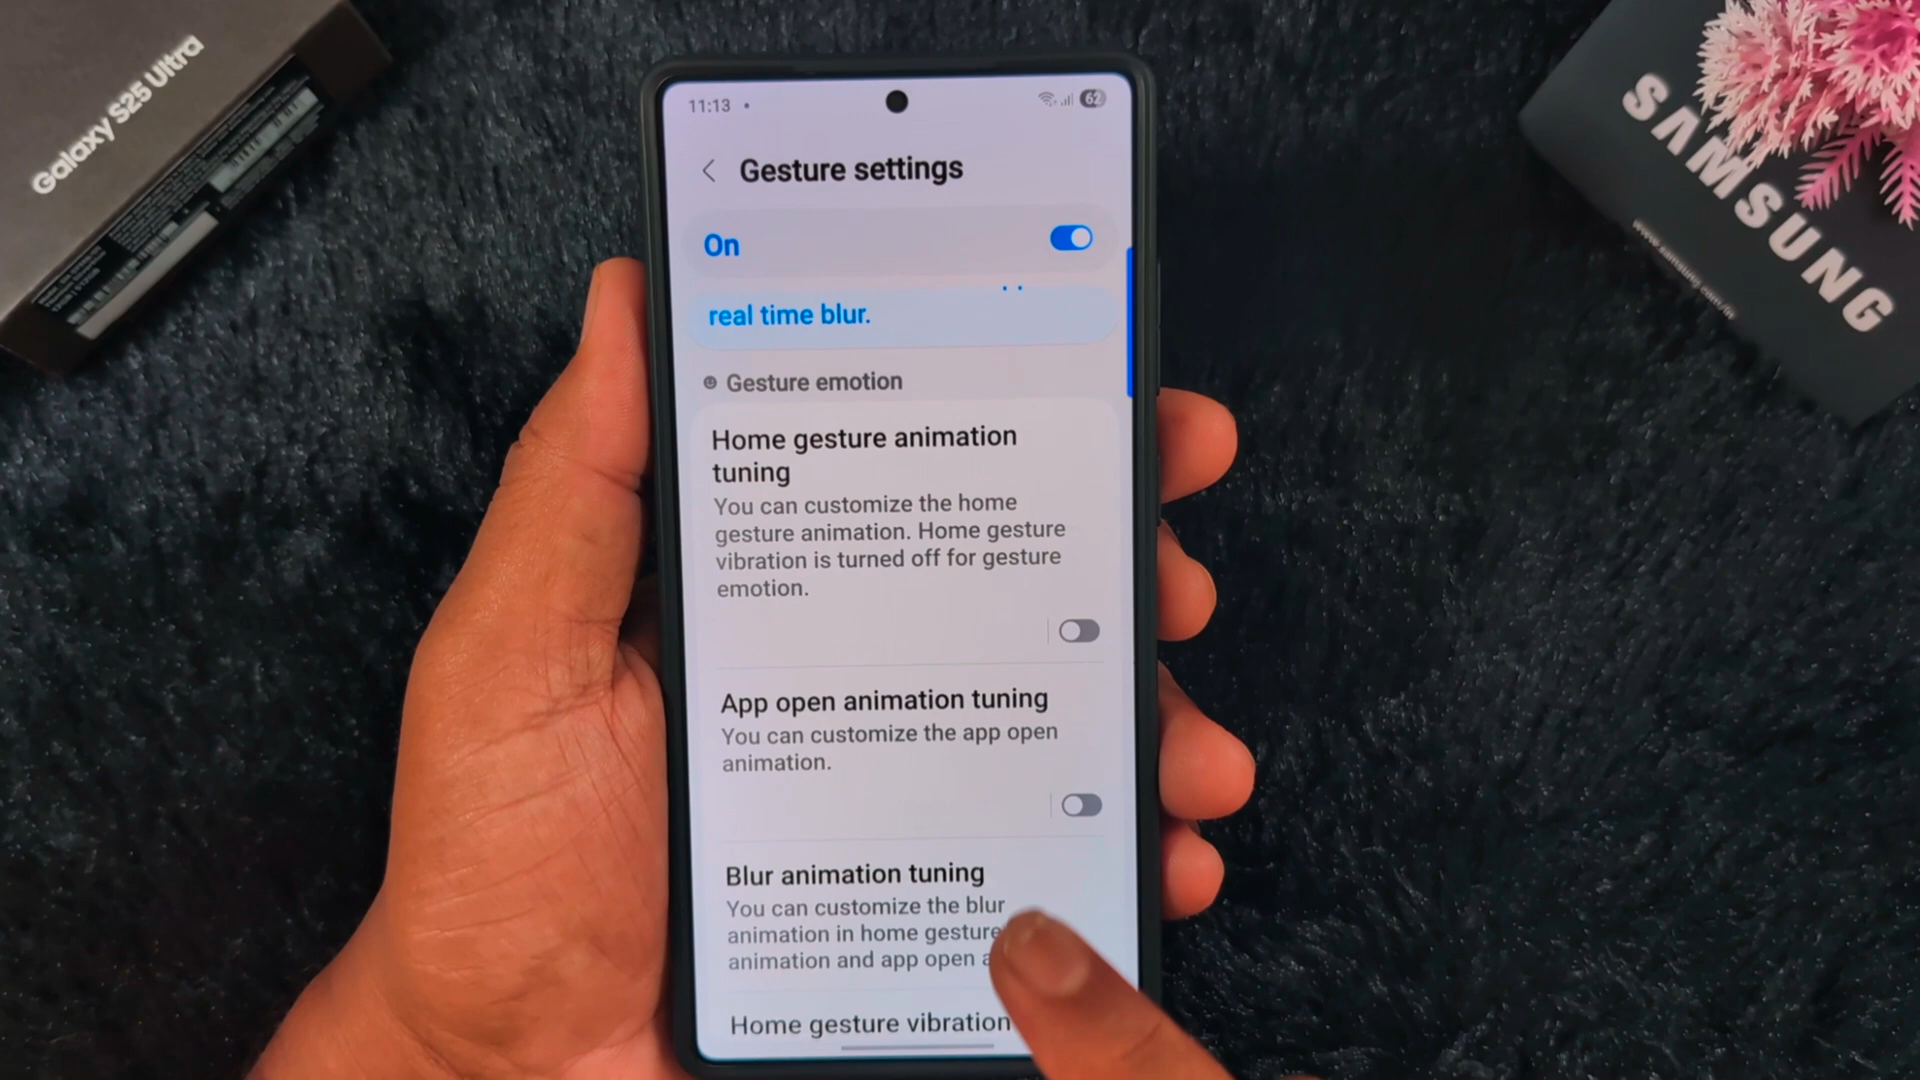 Galaxy S25 Ultra
SAMSUNG
www.samsung.com
11:13
62
Gesture settings
On
real time blur.
Gesture emotion
Home gesture animation
tuning
You can customize the home
gesture animation. Home gesture
vibration is turned off for gesture
emotion.
App open animation tuning
You can customize the app open
animation.
Blur animation tuning
You can customize the blur
animation in home gesture
animation and app open
Home gesture vibration